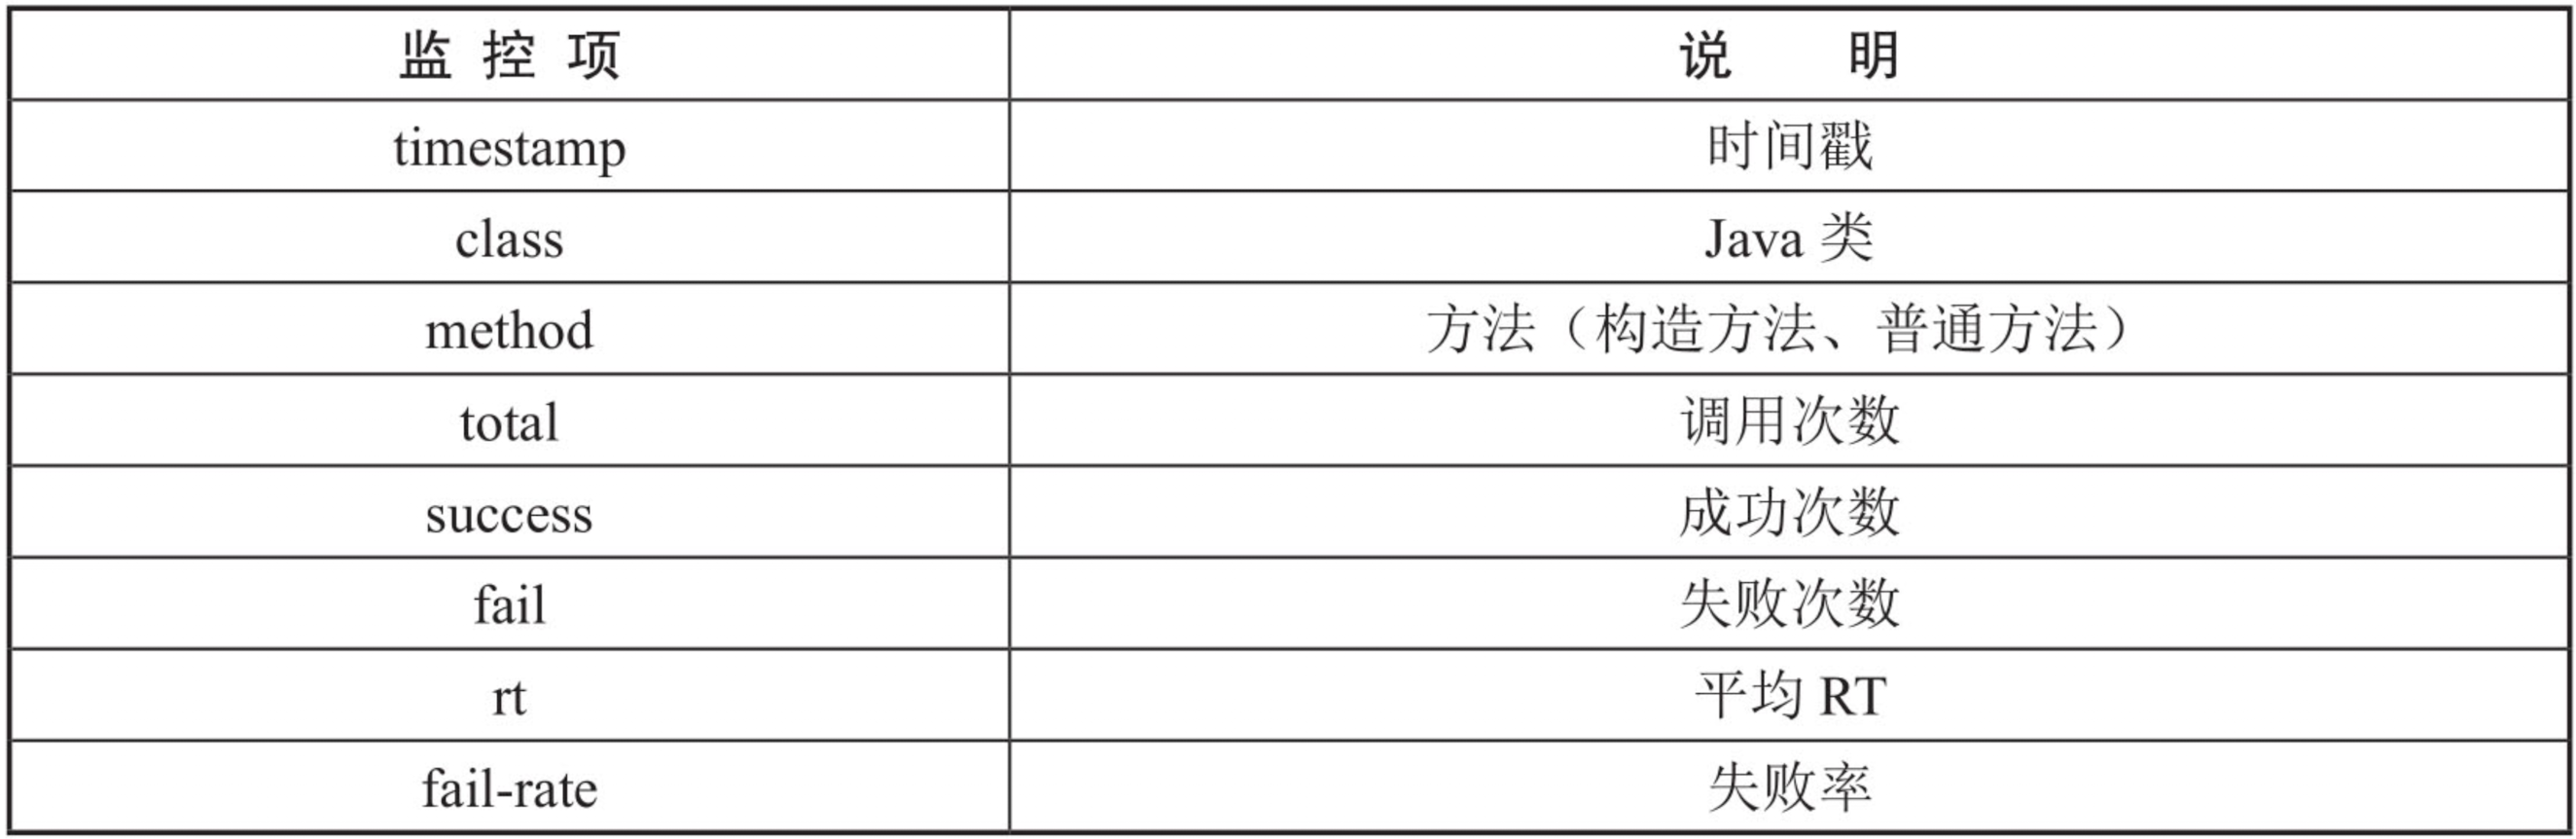 监控项 说明
timestamp 时间戳
class Java 类
method 方法（构造方法、普通方法）
total 调用次数
success 成功次数
fail 失败次数
rt 平均 RT
fail-rate 失败率